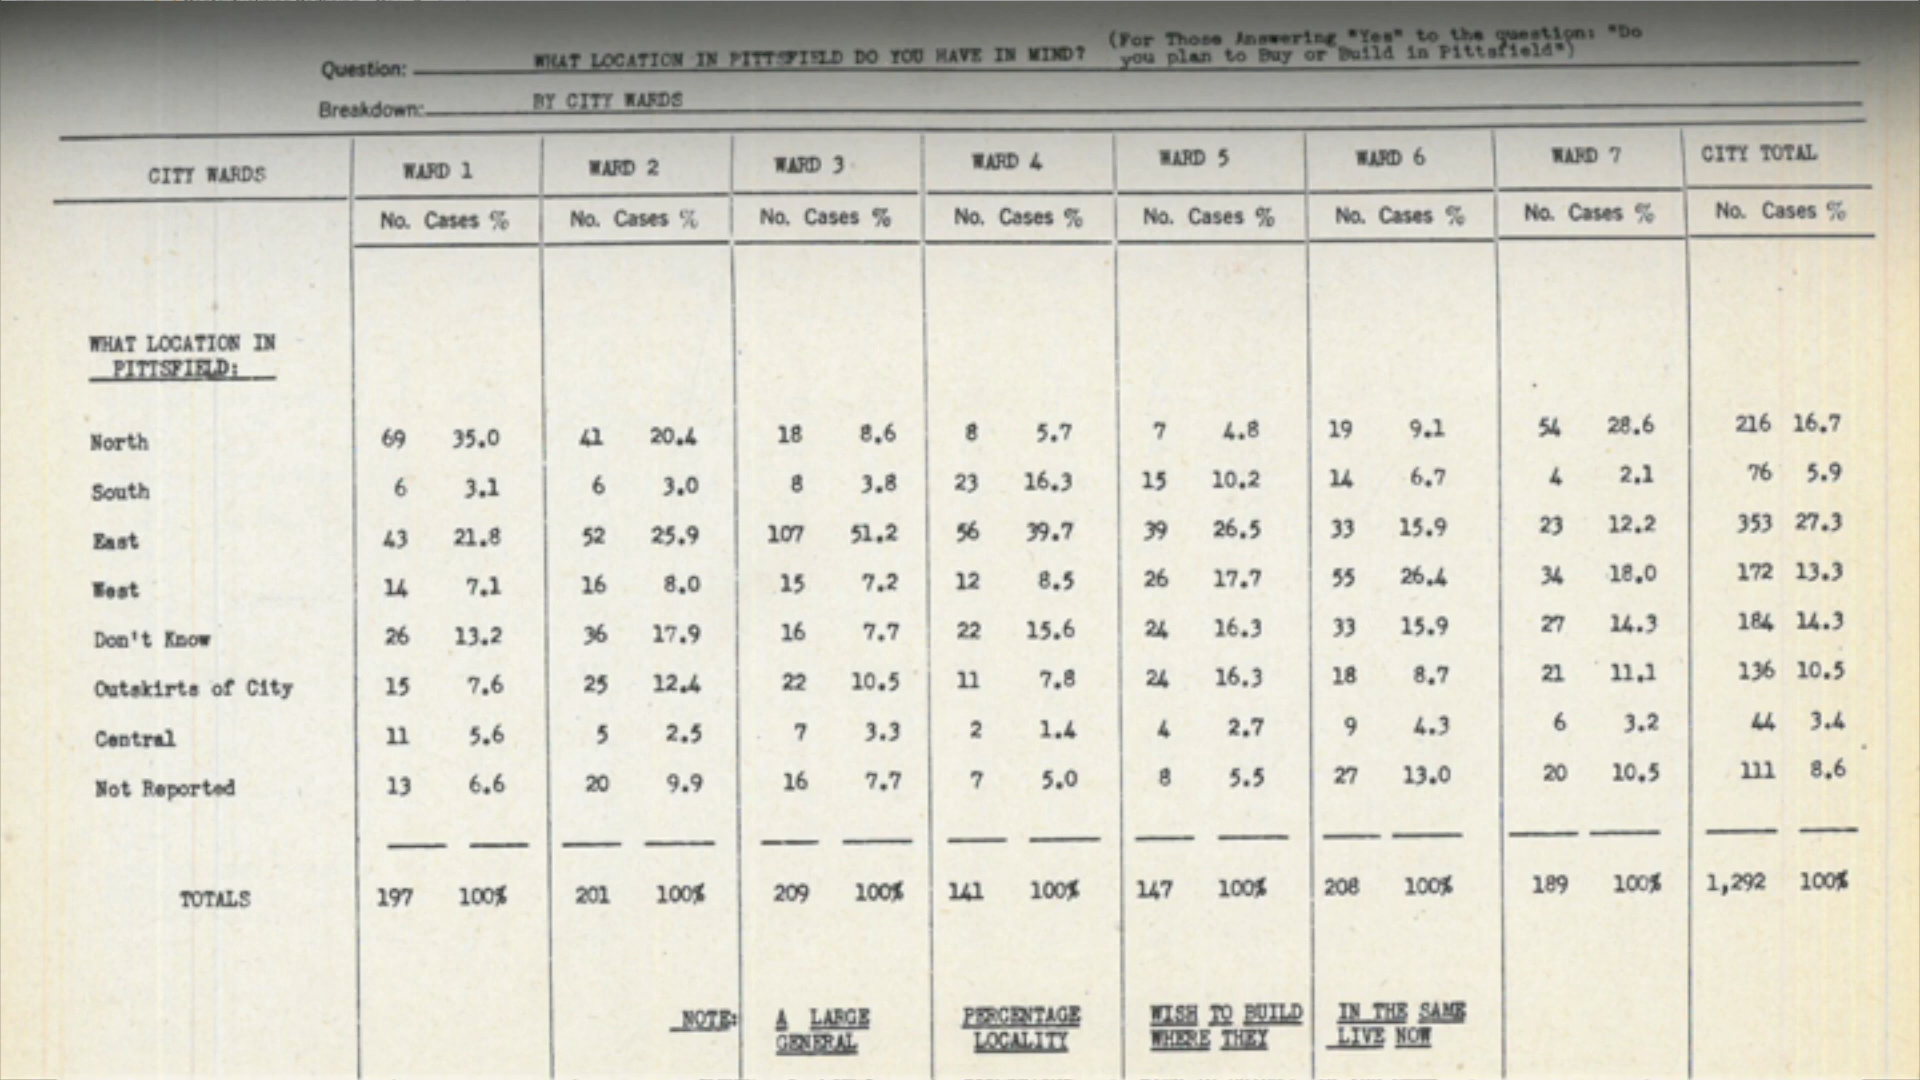 Question: WHAT LOCATION IN PITTSFIELD DO YOU HAVE IN MIND? (For Those Answering "Yes" to the question: "Do
you plan to Buy or Build in Pittsfield")
Breakdown: BY CITY WARDS
CITY WARDS WARD 1 WARD 2 WARD 3 WARD 4 WARD 5 WARD 6 WARD 7 CITY TOTAL
No. Cases % No. Cases % No. Cases % No. Cases % No. Cases % No. Cases % No. Cases % No. Cases %
WHAT LOCATION IN
PITTSFIELD:
North 69 35.0 41 20.4 18 8.6 8 5.7 7 4.8 19 9.1 54 28.6 216 16.7
South 6 3.1 6 3.0 8 3.8 23 16.3 15 10.2 14 6.7 4 2.1 76 5.9
East 43 21.8 52 25.9 107 51.2 56 39.7 39 26.5 33 15.9 23 12.2 353 27.3
West 14 7.1 16 8.0 15 7.2 12 8.5 26 17.7 55 26.4 34 18.0 172 13.3
Don't Know 26 13.2 36 17.9 16 7.7 22 15.6 24 16.3 33 15.9 27 14.3 184 14.3
Outskirts of City 15 7.6 25 12.4 22 10.5 11 7.8 24 16.3 18 8.7 21 11.1 136 10.5
Central 11 5.6 5 2.5 7 3.3 2 1.4 4 2.7 9 4.3 6 3.2 44 3.4
Not Reported 13 6.6 20 9.9 16 7.7 7 5.0 8 5.5 27 13.0 20 10.5 111 8.6
TOTALS 197 100% 201 100% 209 100% 141 100% 147 100% 208 100% 189 100% 1,292 100%
NOTE: A LARGE PERCENTAGE WISH TO BUILD IN THE SAME
GENERAL LOCALITY WHERE THEY LIVE NOW